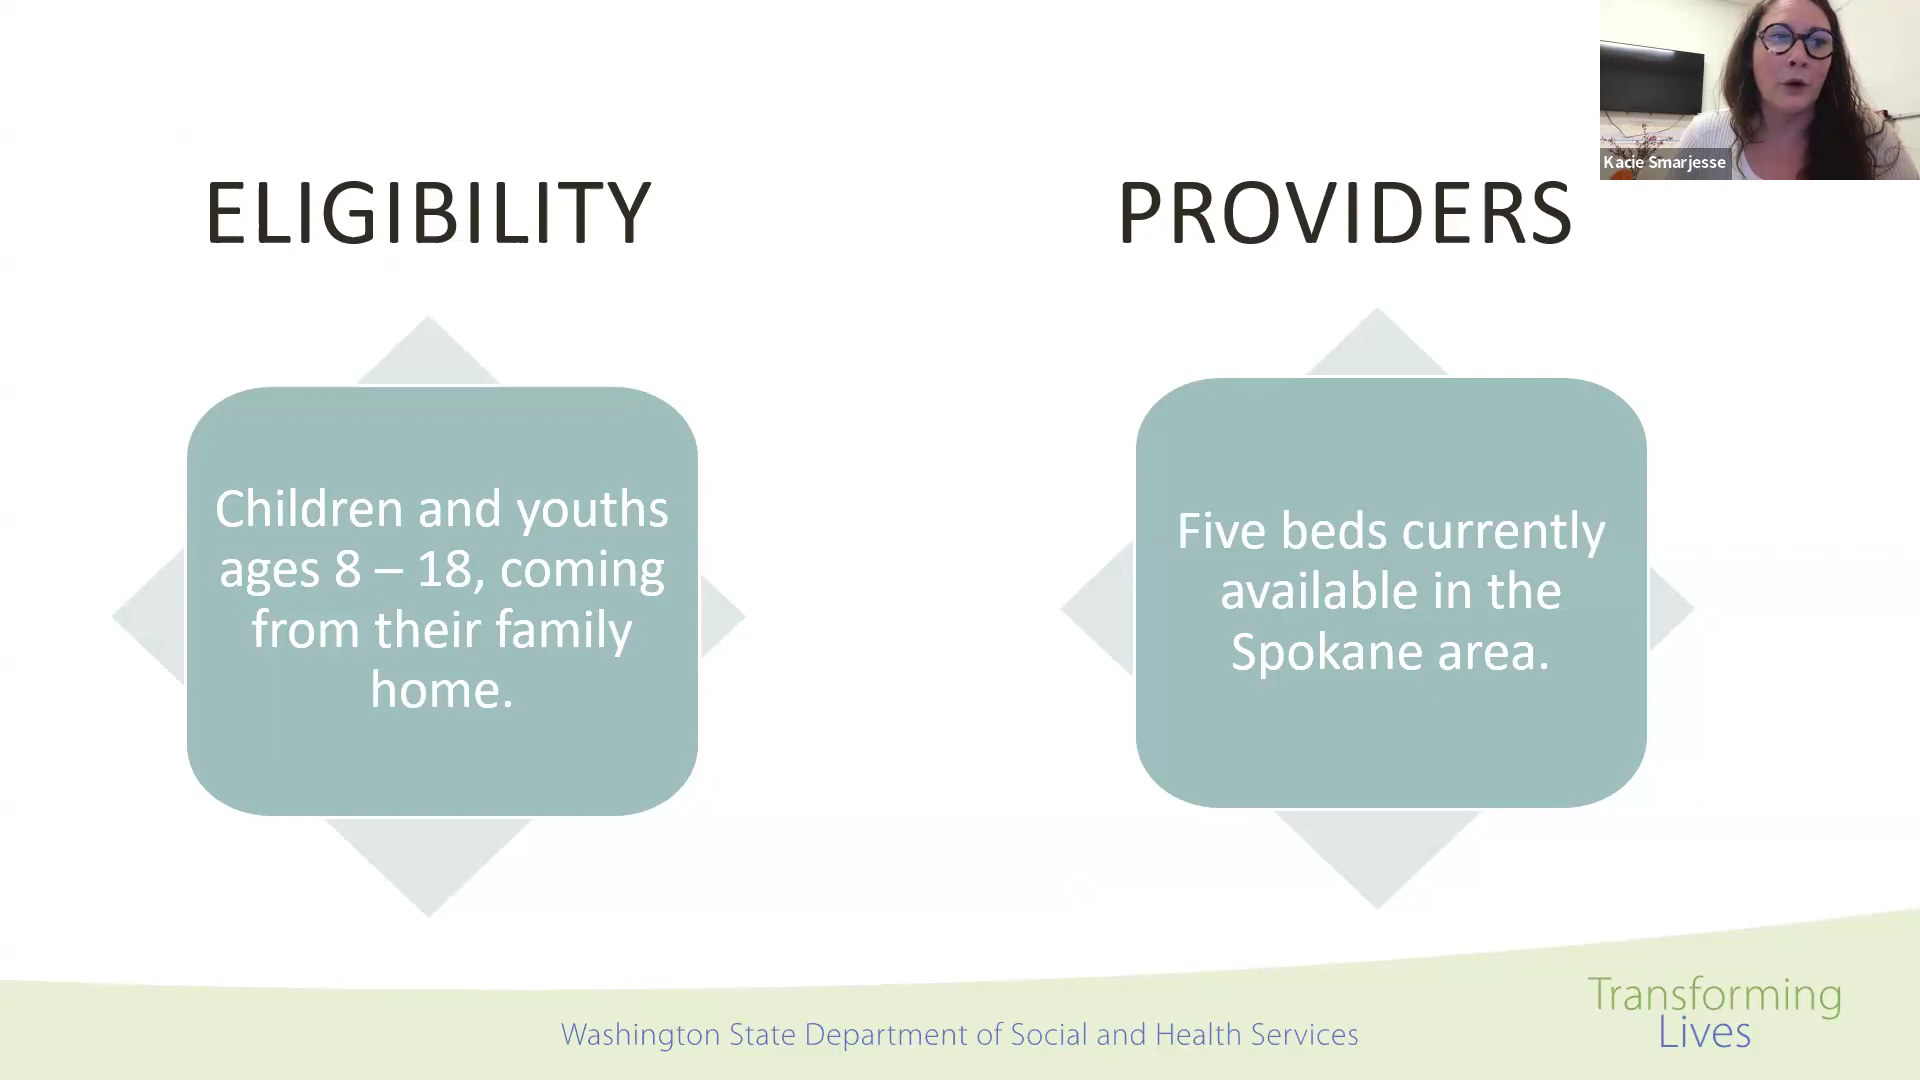 Kacie Smarjesse
ELIGIBILITY
Children and youths
ages 8 – 18, coming
from their family
home.
PROVIDERS
Five beds currently
available in the
Spokane area.
Washington State Department of Social and Health Services
Transforming
Lives